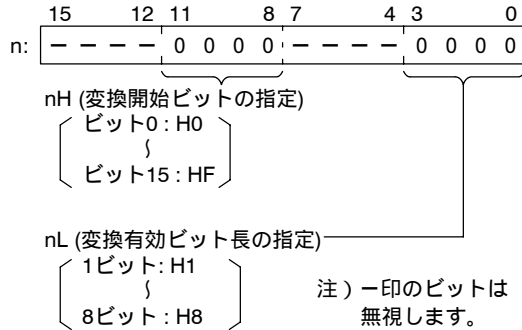 15 12 11 8 7 4 3 0
n: − − − − 0 0 0 0 − − − − 0 0 0 0
nH (変換開始ビットの指定)
ビット0 : H0
∼
ビット15 : HF
nL (変換有効ビット長の指定)
1ビット: H1
∼
8ビット : H8
注 ) ー印のビットは
無視します。